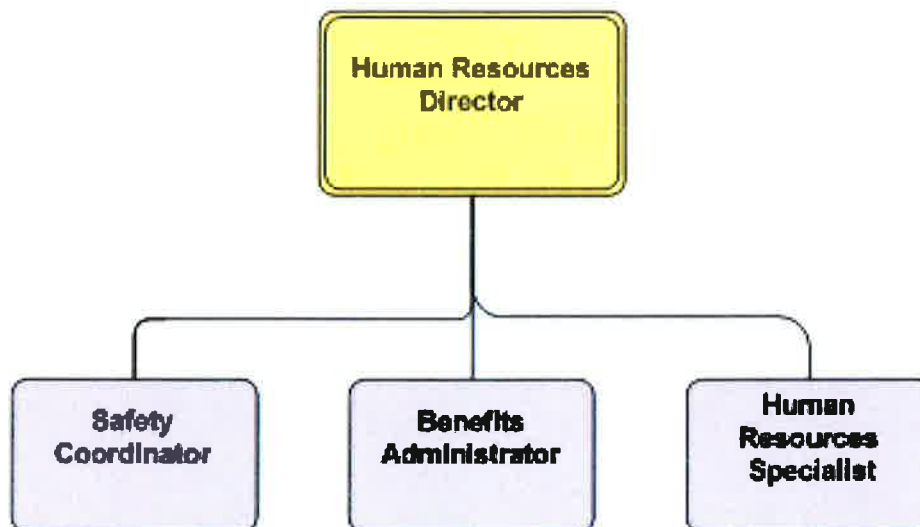 Human Resources
Director
Safety
Coordinator
Benefits
Administrator
Human
Resources
Specialist